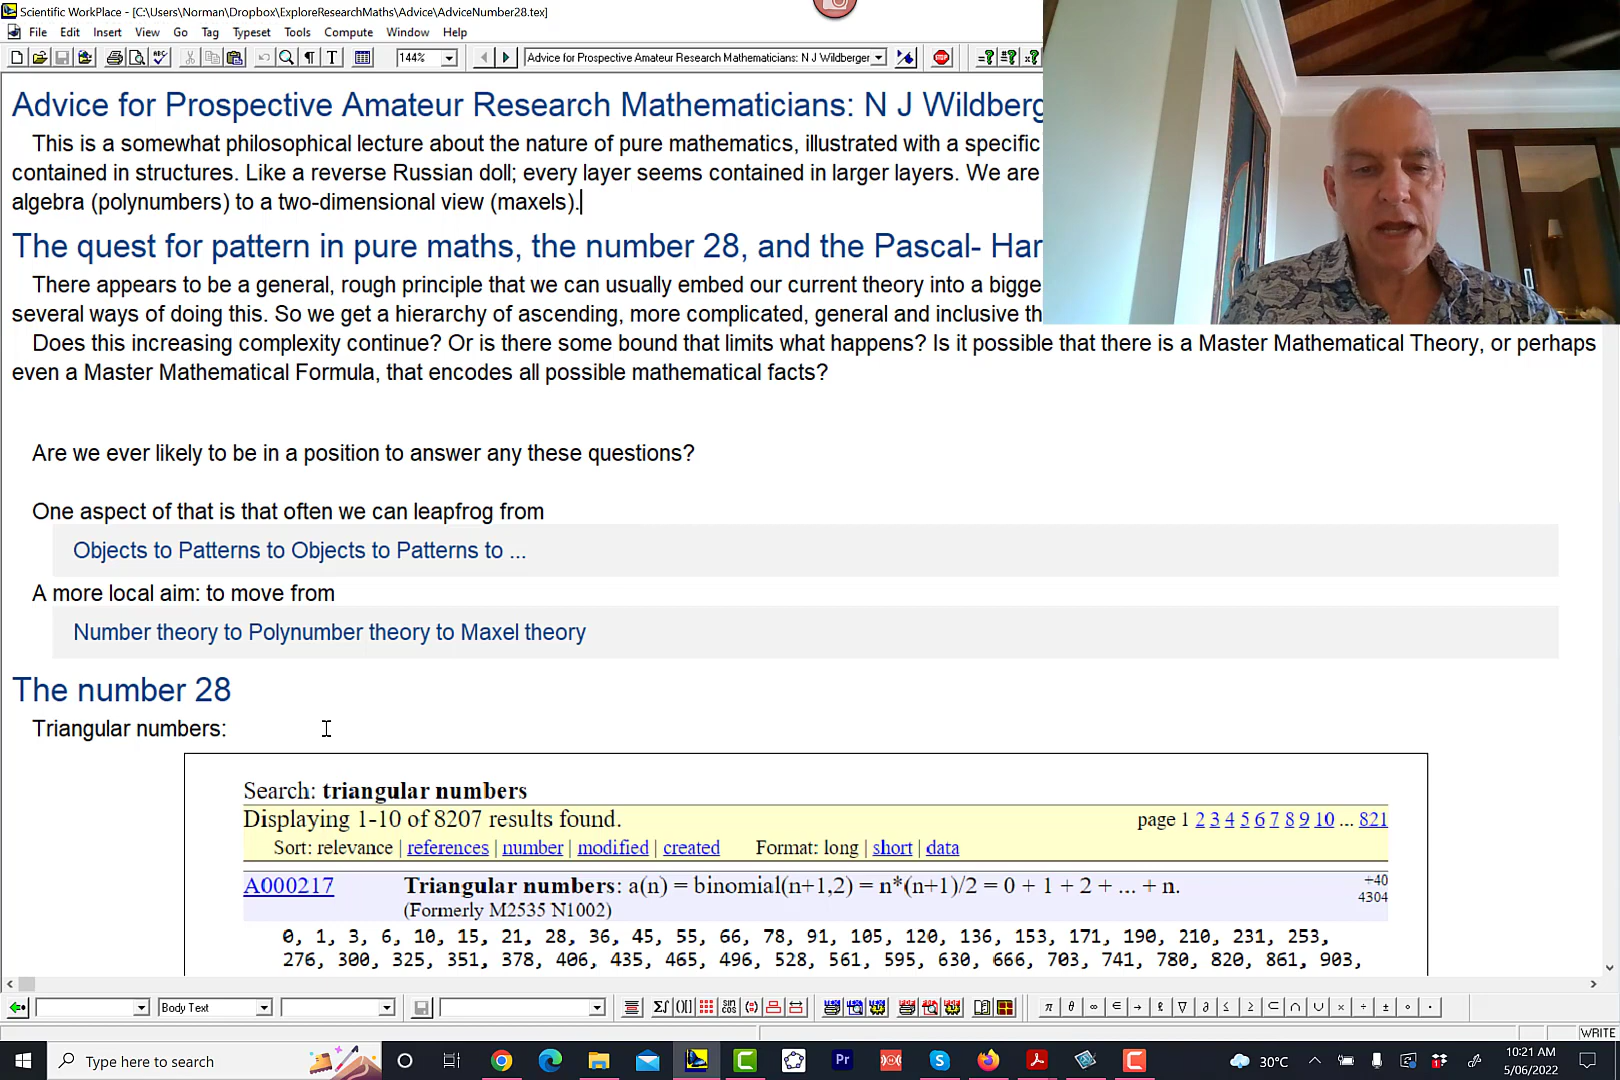 Scientific WorkPlace - [C:\Users\Norman\Dropbox\ExploreResearchMaths\Advice\AdviceNumber28.tex]
File Edit Insert View Go Tag Typeset Tools Compute Window Help
144% Advice for Prospective Amateur Research Mathematicians: N J Wildberger
Advice for Prospective Amateur Research Mathematicians: N J Wildberg
This is a somewhat philosophical lecture about the nature of pure mathematics, illustrated with a specific
contained in structures. Like a reverse Russian doll; every layer seems contained in larger layers. We are
algebra (polynumbers) to a two-dimensional view (maxels).
The quest for pattern in pure maths, the number 28, and the Pascal- Har
There appears to be a general, rough principle that we can usually embed our current theory into a bigge
several ways of doing this. So we get a hierarchy of ascending, more complicated, general and inclusive th
Does this increasing complexity continue? Or is there some bound that limits what happens? Is it possible that there is a Master Mathematical Theory, or perhaps
even a Master Mathematical Formula, that encodes all possible mathematical facts?
Are we ever likely to be in a position to answer any these questions?
One aspect of that is that often we can leapfrog from
Objects to Patterns to Objects to Patterns to ...
A more local aim: to move from
Number theory to Polynumber theory to Maxel theory
The number 28
Triangular numbers:
Search: triangular numbers
Displaying 1-10 of 8207 results found. page 1 2 3 4 5 6 7 8 9 10 ... 821
Sort: relevance | references | number | modified | created Format: long | short | data
A000217 Triangular numbers: a(n) = binomial(n+1,2) = n*(n+1)/2 = 0 + 1 + 2 + ... + n. +40
(Formerly M2535 N1002) 4304
0, 1, 3, 6, 10, 15, 21, 28, 36, 45, 55, 66, 78, 91, 105, 120, 136, 153, 171, 190, 210, 231, 253,
276, 300, 325, 351, 378, 406, 435, 465, 496, 528, 561, 595, 630, 666, 703, 741, 780, 820, 861, 903,
Body Text
WRITE
Type here to search
30°C
10:21 AM
5/06/2022